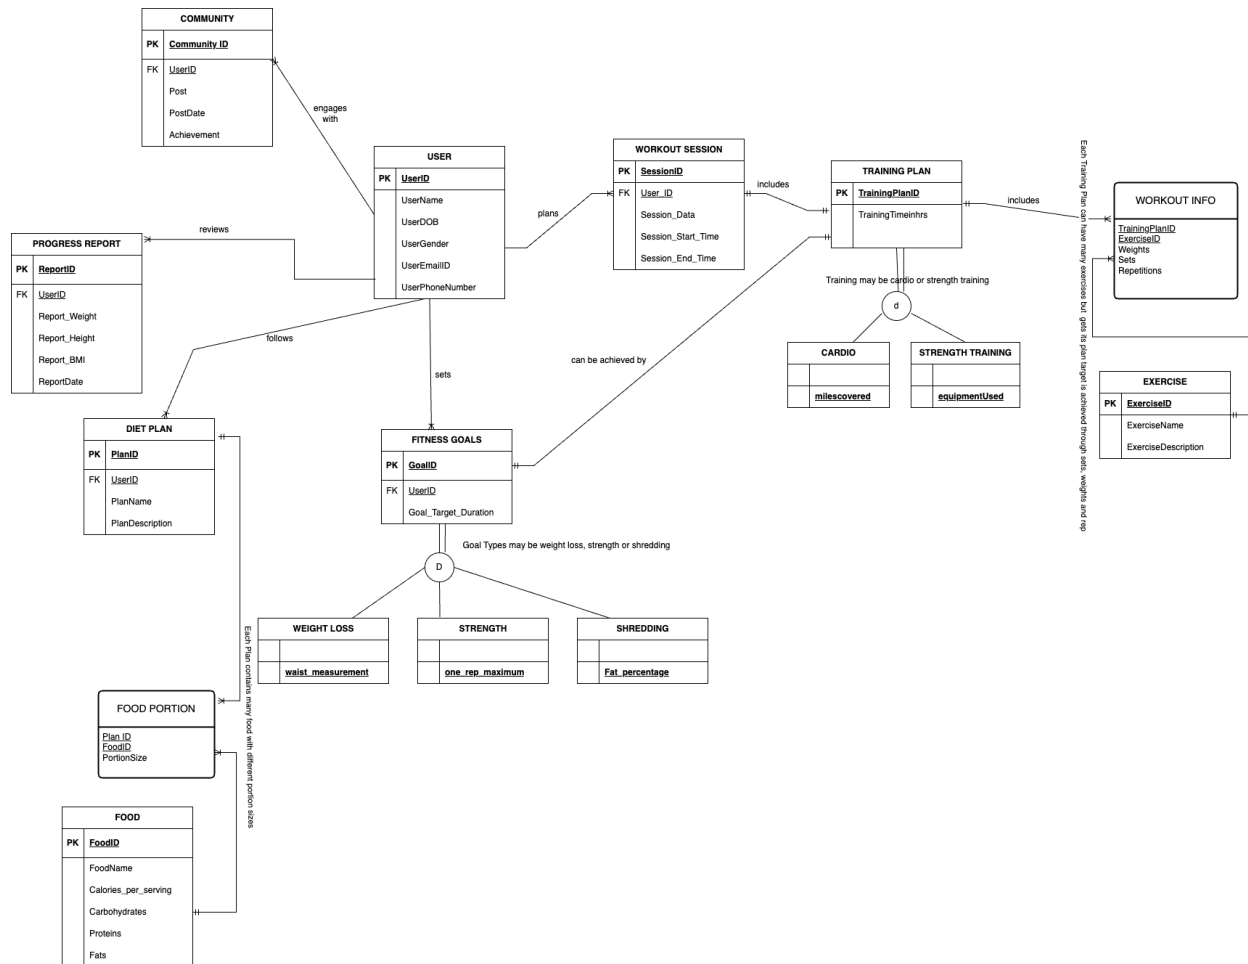 COMMUNITY
PK Community ID
FK UserID
Post
PostDate
Achievement
engages
with
USER
PK UserID
UserName
UserDOB
UserGender
UserEmailID
UserPhoneNumber
plans
WORKOUT SESSION
PK SessionID
FK User_ID
Session_Data
Session_Start_Time
Session_End_Time
includes
TRAINING PLAN
PK TrainingPlanID
TrainingTimeinhrs
includes
Each Training Plan can have many exercises but gets its plan target is achieved through sets, weights and rep
WORKOUT INFO
TrainingPlanID
ExerciseID
Weights
Sets
Repetitions
PROGRESS REPORT
PK ReportID
FK UserID
Report_Weight
Report_Height
Report_BMI
ReportDate
reviews
follows
sets
can be achieved by
Training may be cardio or strength training
d
CARDIO
milescovered
STRENGTH TRAINING
equipmentUsed
EXERCISE
PK ExerciseID
ExerciseName
ExerciseDescription
DIET PLAN
PK PlanID
FK UserID
PlanName
PlanDescription
FITNESS GOALS
PK GoalID
FK UserID
Goal_Target_Duration
Goal Types may be weight loss, strength or shredding
D
WEIGHT LOSS
waist_measurement
STRENGTH
one_rep_maximum
SHREDDING
Fat_percentage
Each Plan contains many food with different portion sizes
FOOD PORTION
Plan ID
FoodID
PortionSize
FOOD
PK FoodID
FoodName
Calories_per_serving
Carbohydrates
Proteins
Fats